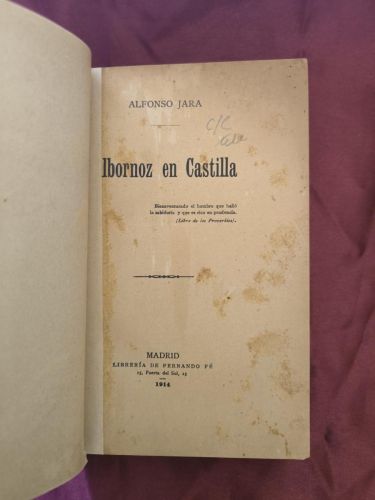 ALFONSO JARA
c/c
lbornoz en Castilla
Bienaventurado el hombre que halló
la sabiduría y que es rico en prudencia.
(Libro de los Proverbios).
MADRID
LIBRERÍA DE FERNANDO FÉ
15, Puerta del Sol, 15
1914